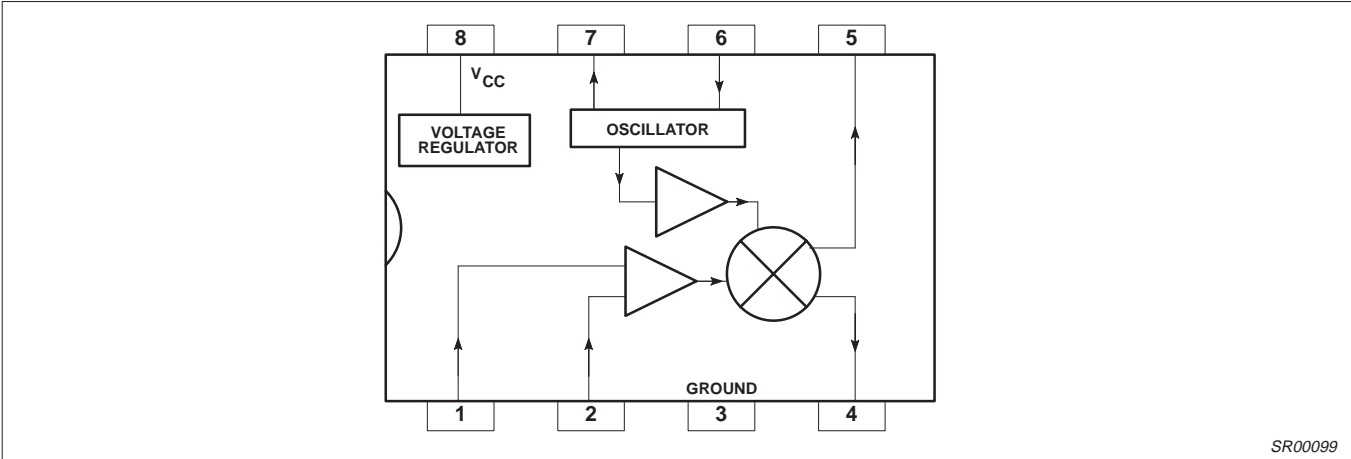 8 7 6 5
VCC
VOLTAGE
REGULATOR
OSCILLATOR
GROUND
1 2 3 4
SR00099